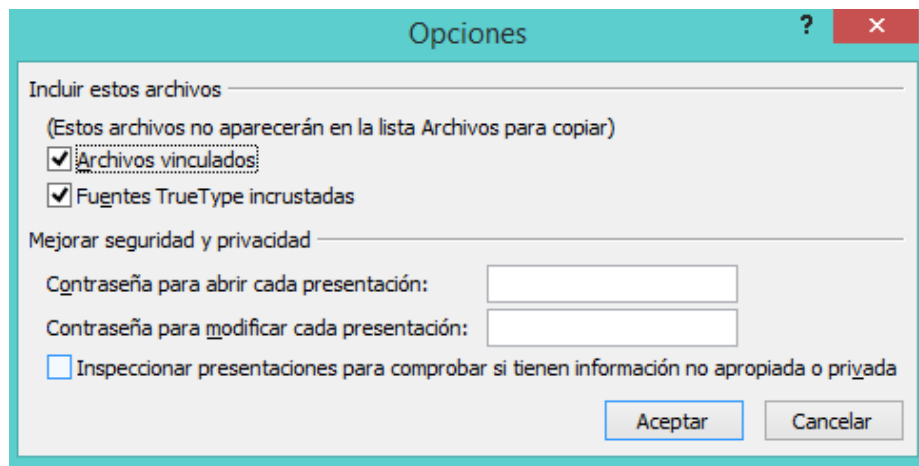 Opciones
?
Incluir estos archivos
(Estos archivos no aparecerán en la lista Archivos para copiar)
Archivos vinculados
Fuentes TrueType incrustadas
Mejorar seguridad y privacidad
Contraseña para abrir cada presentación:
Contraseña para modificar cada presentación:
Inspeccionar presentaciones para comprobar si tienen información no apropiada o privada
Aceptar Cancelar